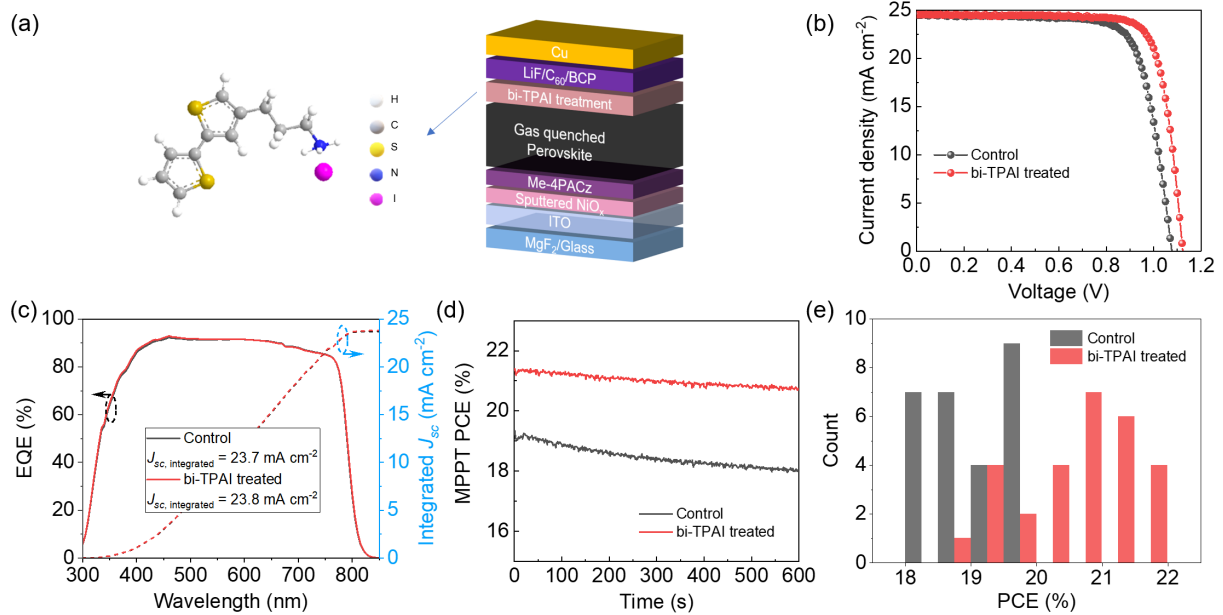 (a)
H
C
S
N
I
Cu
LiF/C₆₀/BCP
bi-TPAI treatment
Gas quenched
Perovskite
Me-4PACz
Sputtered NiOₓ
ITO
MgF₂/Glass
(b)
Current density (mA cm⁻²)
25
20
15
10
5
0
Control
bi-TPAI treated
0.0 0.2 0.4 0.6 0.8 1.0 1.2
Voltage (V)
(c)
EQE (%)
100
80
60
40
20
0
Control
J_sc, integrated = 23.7 mA cm⁻²
bi-TPAI treated
J_sc, integrated = 23.8 mA cm⁻²
300 400 500 600 700 800
Wavelength (nm)
25
20
15
10
5
0
Integrated J_sc (mA cm⁻²)
(d)
MPPT PCE (%)
22
20
18
16
Control
bi-TPAI treated
0 100 200 300 400 500 600
Time (s)
(e)
Count
10
8
6
4
2
0
Control
bi-TPAI treated
18 19 20 21 22
PCE (%)